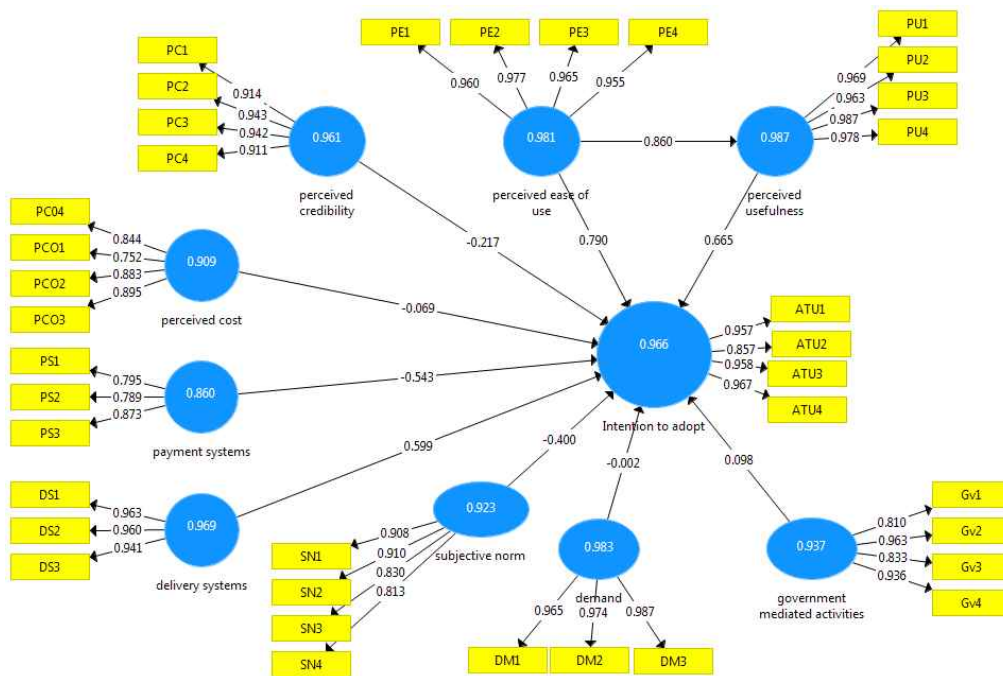 PE1
PE2
PE3
PE4
PU1
PU2
PU3
PU4
PC1
PC2
PC3
PC4
0.914
0.943
0.942
0.911
0.961
perceived
credibility
0.960
0.977
0.965
0.955
0.981
perceived ease of
use
0.860
0.969
0.963
0.987
0.978
0.987
perceived
usefulness
PC04
PCO1
PCO2
PCO3
0.844
0.752
0.883
0.895
0.909
perceived cost
-0.217
0.790
0.665
-0.069
PS1
PS2
PS3
0.795
0.789
0.873
0.860
payment systems
-0.543
0.966
Intention to adopt
0.957
0.857
0.958
0.967
ATU1
ATU2
ATU3
ATU4
DS1
DS2
DS3
0.963
0.960
0.941
0.969
delivery systems
0.599
-0.400
-0.002
0.098
SN1
SN2
SN3
SN4
0.908
0.910
0.830
0.813
0.923
subjective norm
0.983
demand
0.965
0.974
0.987
DM1
DM2
DM3
0.937
government
mediated activities
0.810
0.963
0.833
0.936
Gv1
Gv2
Gv3
Gv4